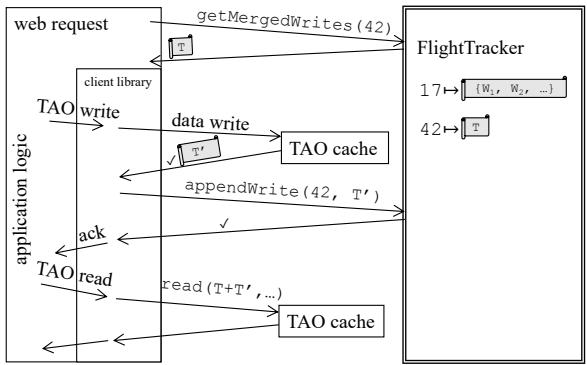 web request
getMergedWrites(42)
T
FlightTracker
client library
17↦ {W₁, W₂, …}
TAO write
data write
42↦ T
TAO cache
✓ T′
appendWrite(42, T′)
application logic
✓
ack
TAO read
read(T+T′,…)
TAO cache